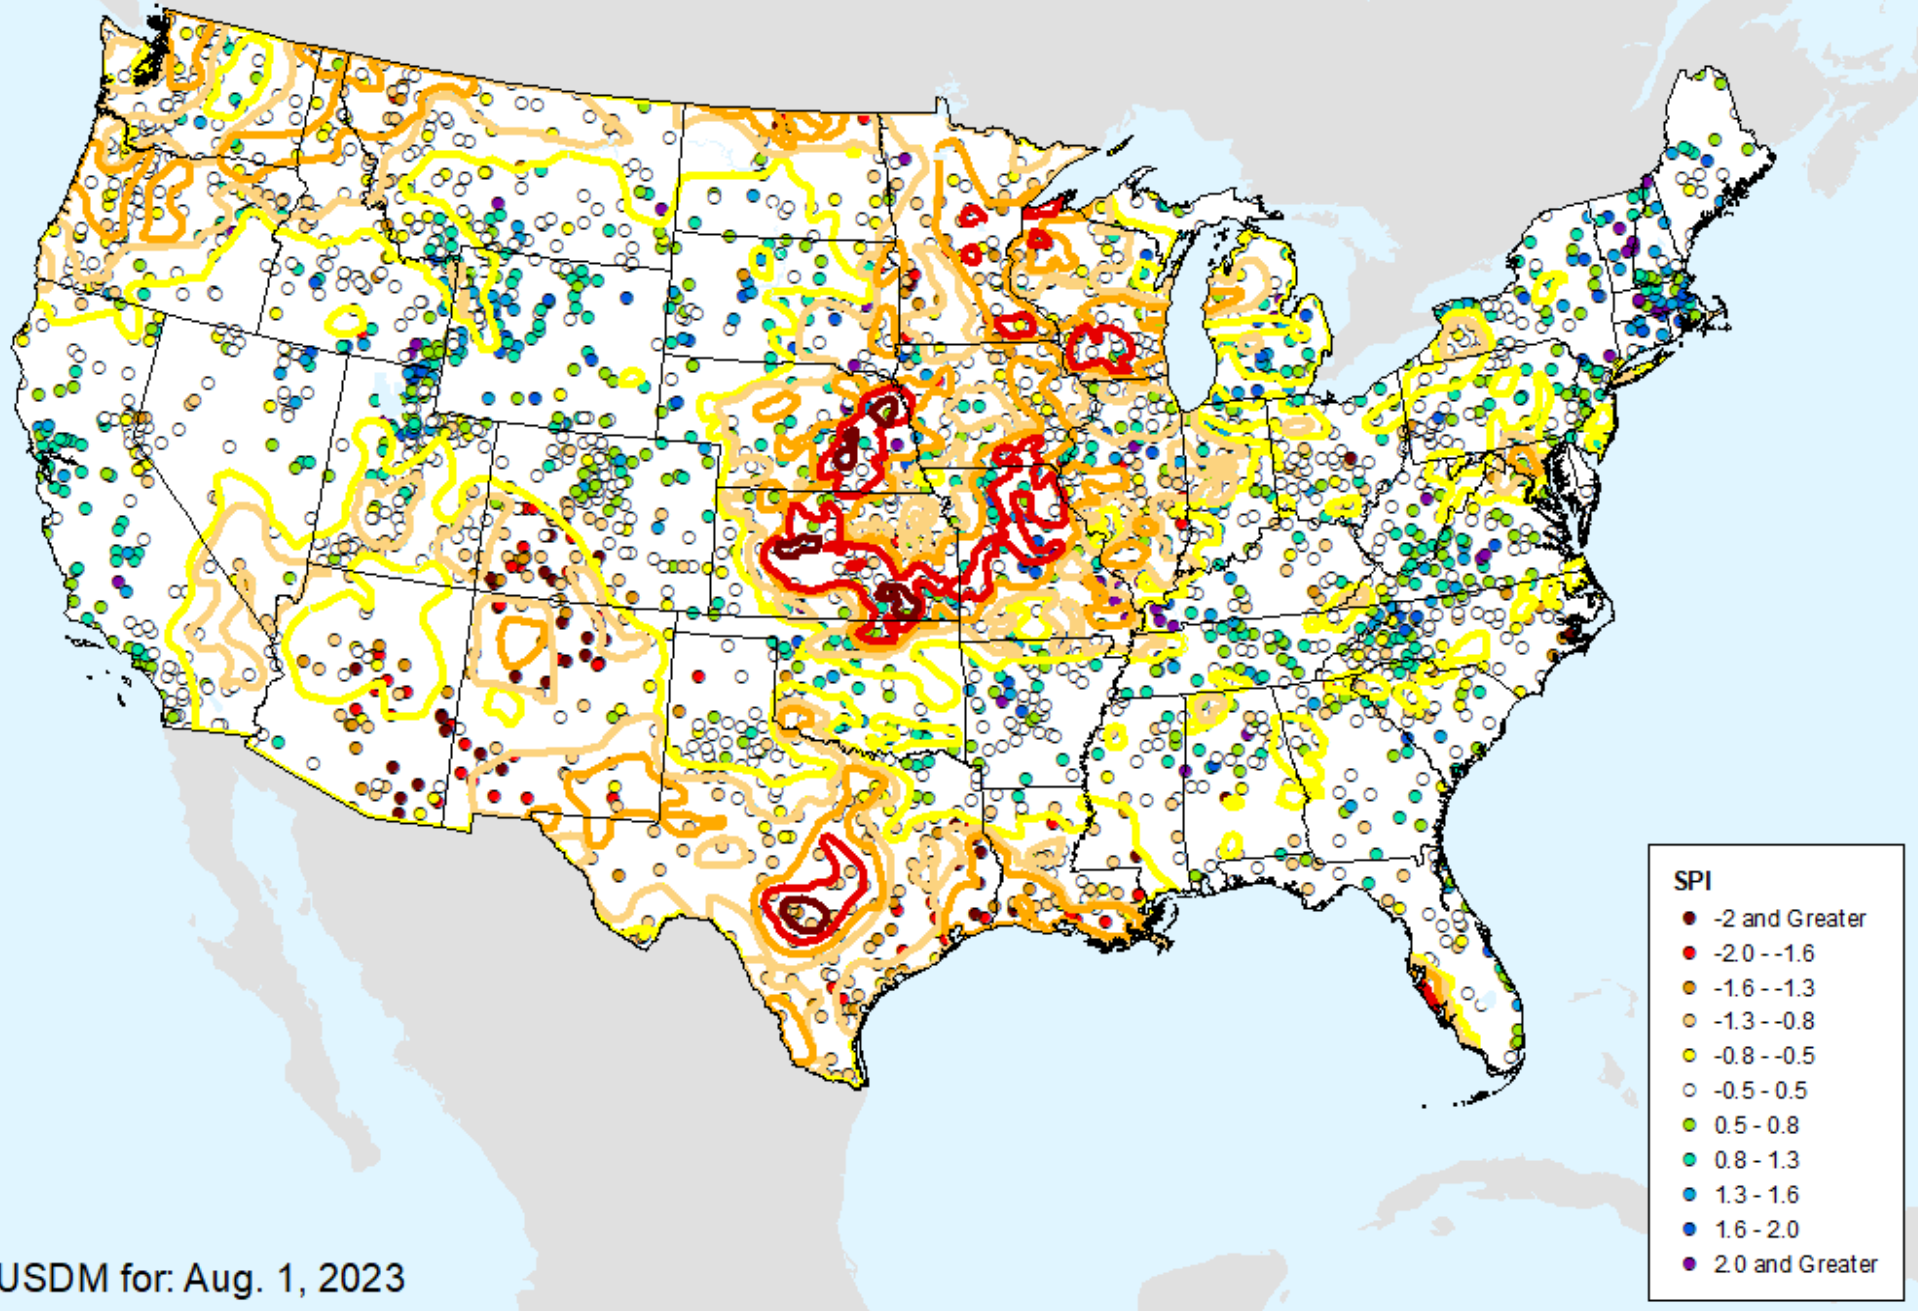 SPI
-2 and Greater
-2.0 - -1.6
-1.6 - -1.3
-1.3 - -0.8
-0.8 - -0.5
-0.5 - 0.5
0.5 - 0.8
0.8 - 1.3
1.3 - 1.6
1.6 - 2.0
2.0 and Greater
USDM for: Aug. 1, 2023